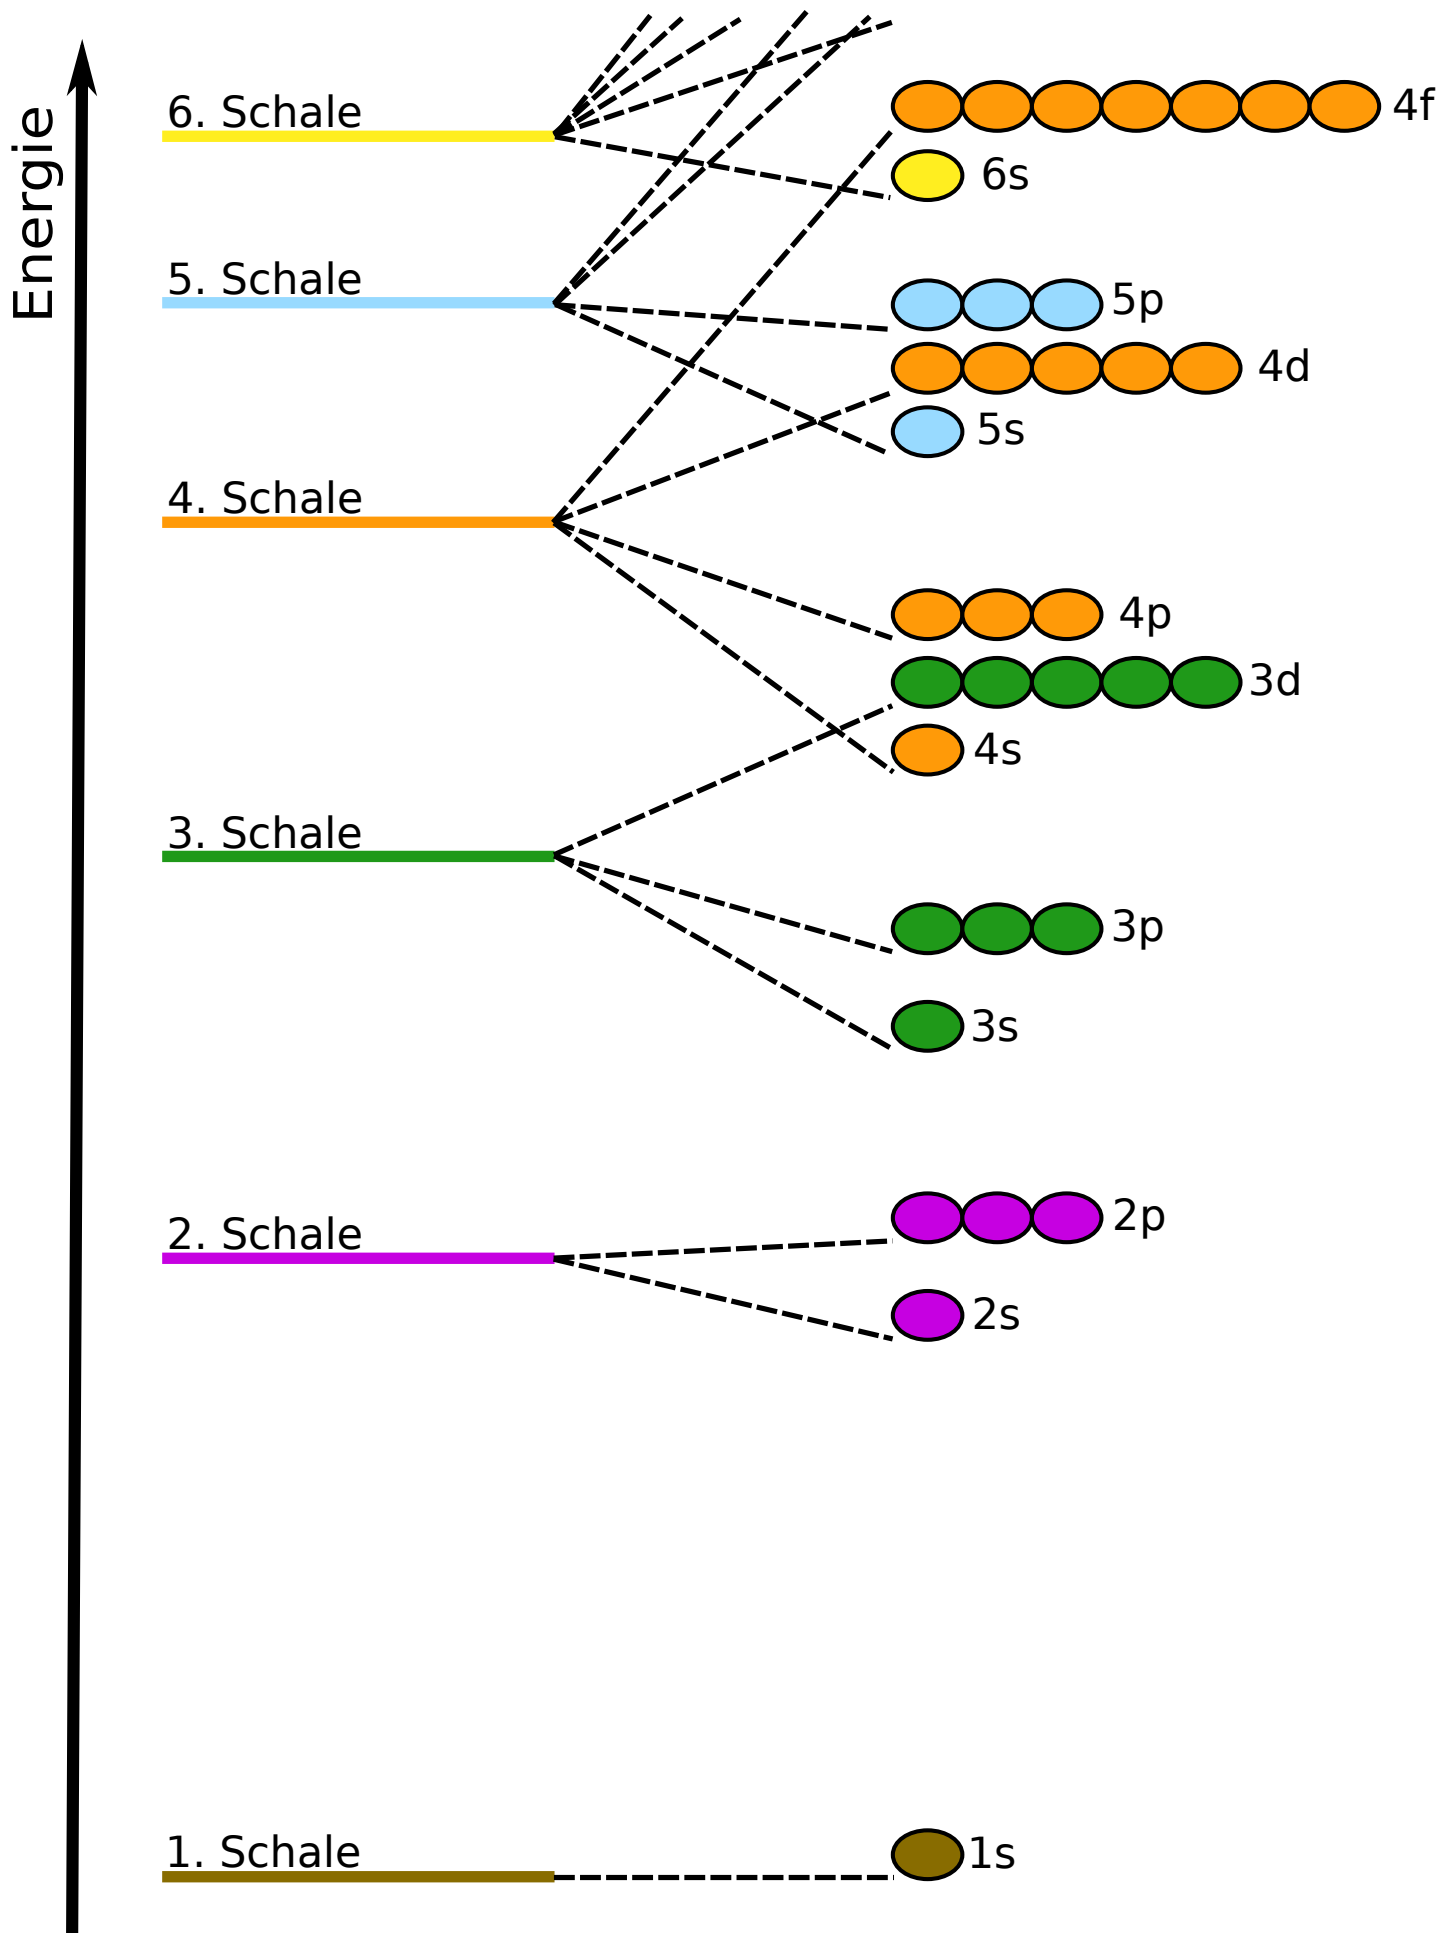 Energie
6. Schale
4f
6s
5. Schale
5p
4d
5s
4. Schale
4p
3d
4s
3. Schale
3p
3s
2. Schale
2p
2s
1. Schale
1s